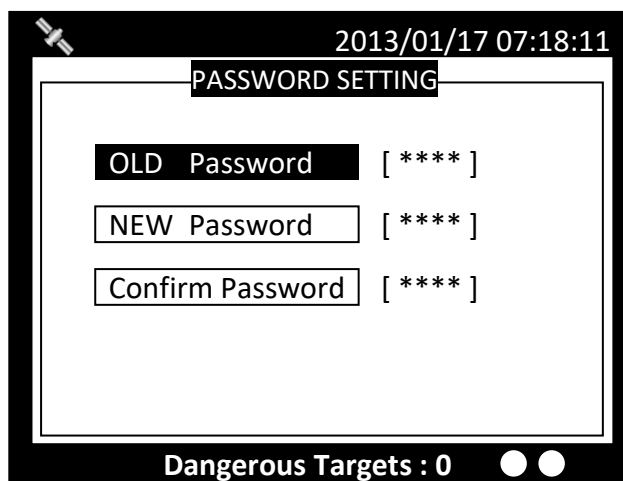 2013/01/17 07:18:11
PASSWORD SETTING
OLD Password [ **** ]
NEW Password [ **** ]
Confirm Password [ **** ]
Dangerous Targets : 0